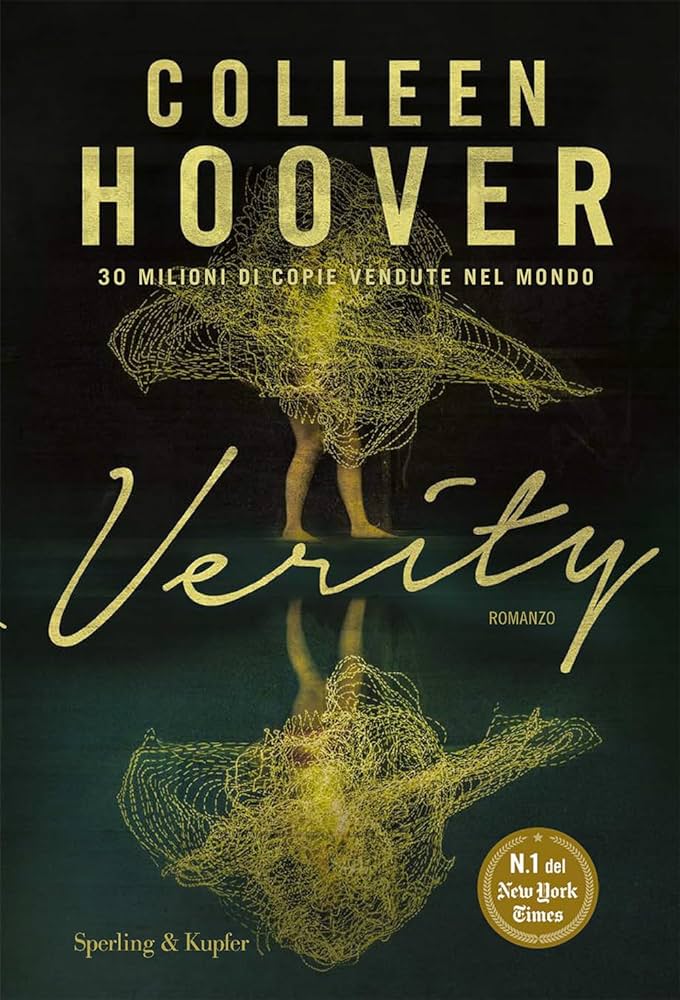 COLLEEN
HOOVER
30 MILIONI DI COPIE VENDUTE NEL MONDO
Verity
ROMANZO
N.1 del
New York
Times
Sperling & Kupfer